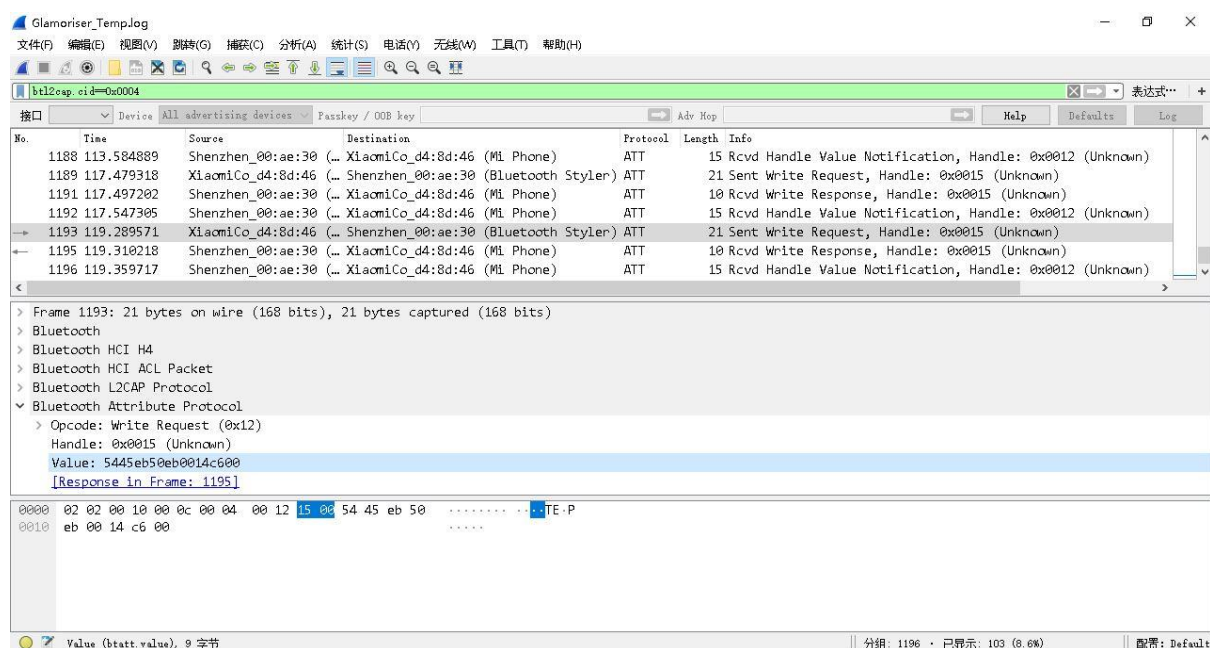 Glamoriser_Temp.log
文件(F) 编辑(E) 视图(V) 跳转(G) 捕获(C) 分析(A) 统计(S) 电话(Y) 无线(W) 工具(T) 帮助(H)
btl2cap.cid==0x0004 表达式… +
接口 Device All advertising devices Passkey / OOB key Adv Hop Help Defaults Log
No. Time Source Destination Protocol Length Info
1188 113.584889 Shenzhen_00:ae:30 (… XiaomiCo_d4:8d:46 (Mi Phone) ATT 15 Rcvd Handle Value Notification, Handle: 0x0012 (Unknown)
1189 117.479318 XiaomiCo_d4:8d:46 (… Shenzhen_00:ae:30 (Bluetooth Styler) ATT 21 Sent Write Request, Handle: 0x0015 (Unknown)
1191 117.497202 Shenzhen_00:ae:30 (… XiaomiCo_d4:8d:46 (Mi Phone) ATT 10 Rcvd Write Response, Handle: 0x0015 (Unknown)
1192 117.547305 Shenzhen_00:ae:30 (… XiaomiCo_d4:8d:46 (Mi Phone) ATT 15 Rcvd Handle Value Notification, Handle: 0x0012 (Unknown)
1193 119.289571 XiaomiCo_d4:8d:46 (… Shenzhen_00:ae:30 (Bluetooth Styler) ATT 21 Sent Write Request, Handle: 0x0015 (Unknown)
1195 119.310218 Shenzhen_00:ae:30 (… XiaomiCo_d4:8d:46 (Mi Phone) ATT 10 Rcvd Write Response, Handle: 0x0015 (Unknown)
1196 119.359717 Shenzhen_00:ae:30 (… XiaomiCo_d4:8d:46 (Mi Phone) ATT 15 Rcvd Handle Value Notification, Handle: 0x0012 (Unknown)
> Frame 1193: 21 bytes on wire (168 bits), 21 bytes captured (168 bits)
> Bluetooth
> Bluetooth HCI H4
> Bluetooth HCI ACL Packet
> Bluetooth L2CAP Protocol
Bluetooth Attribute Protocol
> Opcode: Write Request (0x12)
Handle: 0x0015 (Unknown)
Value: 5445eb50eb0014c600
[Response in Frame: 1195]
0000 02 02 00 10 00 0c 00 04 00 12 15 00 54 45 eb 50 ········ ····TE·P
0010 eb 00 14 c6 00 ·····
Value (btatt.value), 9 字节 分组: 1196 · 已显示: 103 (8.6%) 配置: Default